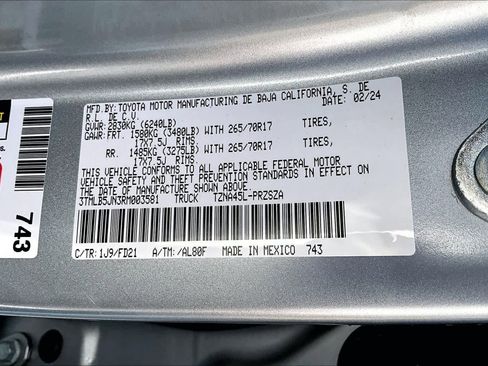 MFD.BY:TOYOTA MOTOR MANUFACTURING DE BAJA CALIFORNIA, S. DE
R.L. DE C.V. DATE: 02/24
GVWR:2830KG(6240LB)
GAWR:FRT. 1580KG(3480LB)WITH 265/70R17 TIRES,
17X7.5J RIMS.
RR. 1485KG(3275LB)WITH 265/70R17 TIRES,
17X7.5J RIMS.
THIS VEHICLE CONFORMS TO ALL APPLICABLE FEDERAL MOTOR
VEHICLE SAFETY AND THEFT PREVENTION STANDARDS IN EFFECT ON
THE DATE OF MANUFACTURE SHOWN ABOVE.
3TMLB5JN3RM003581 TRUCK TZNA45L-PRZSZA
C/TR:1J9/FD21 A/TM:/AL80F MADE IN MEXICO 743
743